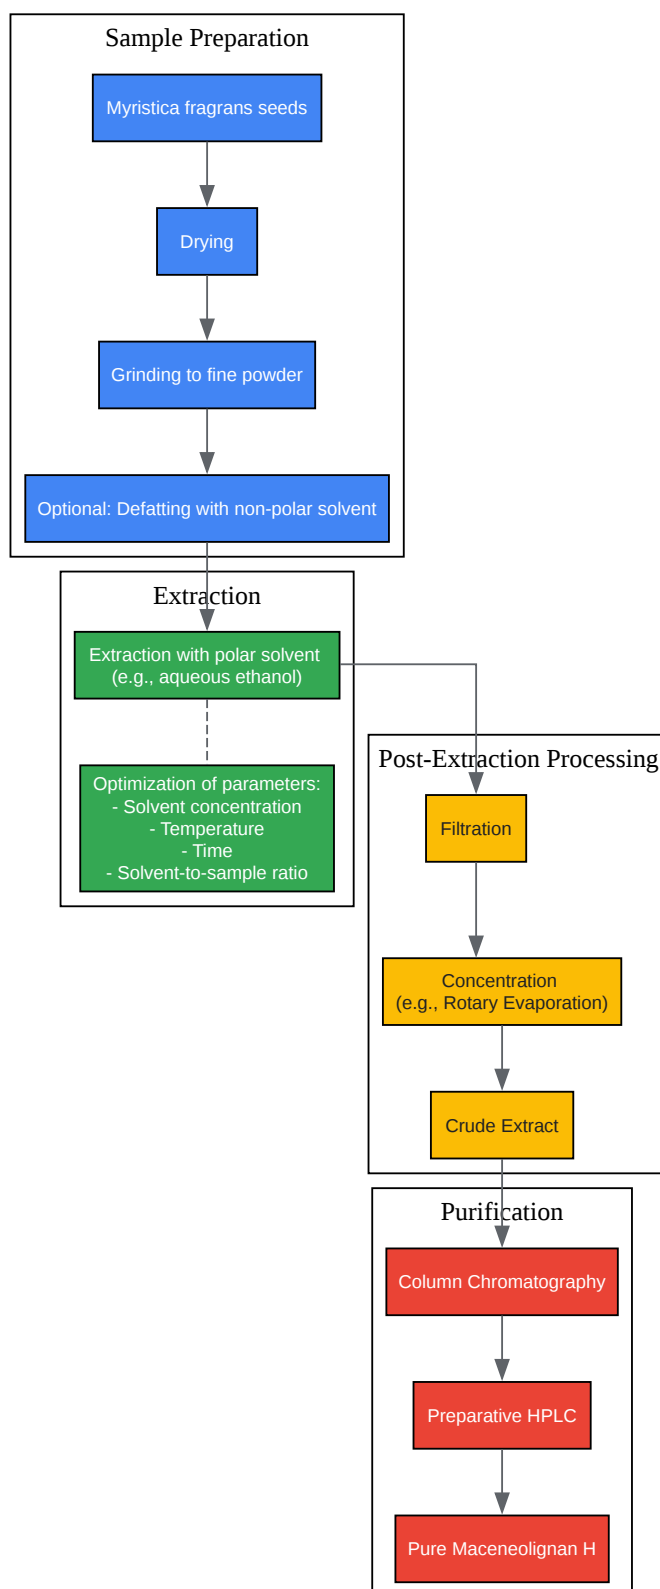 Sample Preparation
Myristica fragrans seeds
Drying
Grinding to fine powder
Optional: Defatting with non-polar solvent
Extraction
Extraction with polar solvent
(e.g., aqueous ethanol)
Optimization of parameters:
- Solvent concentration
- Temperature
- Time
- Solvent-to-sample ratio
Post-Extraction Processing
Filtration
Concentration
(e.g., Rotary Evaporation)
Crude Extract
Purification
Column Chromatography
Preparative HPLC
Pure Maceneolignan H